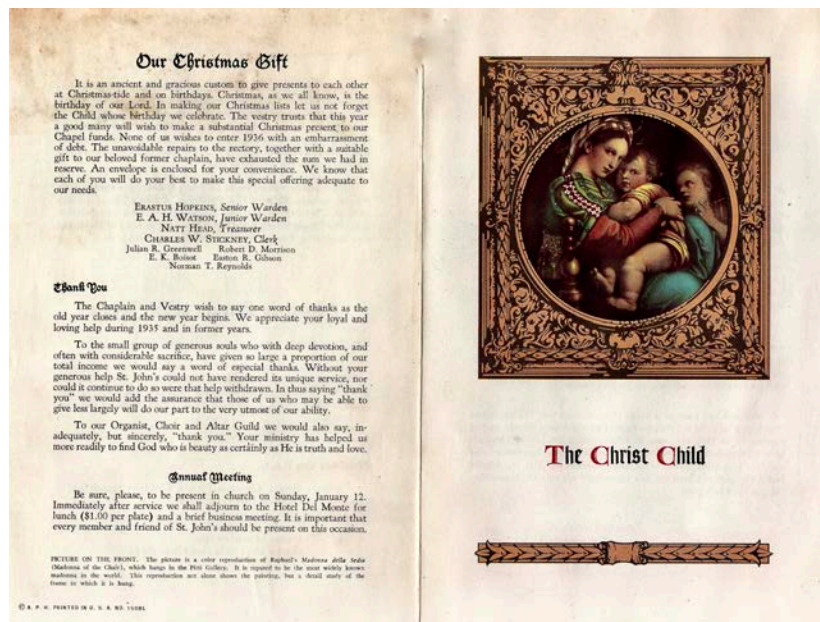 Our Christmas Gift
It is an ancient and gracious custom to give presents to each other
at Christmas-tide and on birthdays. Christmas, as we all know, is the
birthday of our Lord. In making our Christmas lists let us not forget
the Child whose birthday we celebrate. The vestry trusts that this year
a good many will wish to make a substantial Christmas present to our
Chapel funds. None of us wishes to enter 1936 with an embarrassment
of debt. The unavoidable repairs to the rectory, together with a suitable
gift to our beloved former chaplain, have exhausted the sum we had in
reserve. An envelope is enclosed for your convenience. We know that
each of you will do your best to make this special offering adequate to
our needs.
ERASTUS HOPKINS, Senior Warden
E. A. H. WATSON, Junior Warden
NATT HEAD, Treasurer
CHARLES W. STICKNEY, Clerk
Julian R. Greenwell Robert D. Morrison
E. K. Boisot Easton R. Gibson
Norman T. Reynolds
Thank You
The Chaplain and Vestry wish to say one word of thanks as the
old year closes and the new year begins. We appreciate your loyal and
loving help during 1935 and in former years.
To the small group of generous souls who with deep devotion, and
often with considerable sacrifice, have given so large a proportion of our
total income we would say a word of especial thanks. Without your
generous help St. John's could not have rendered its unique service, nor
could it continue to do so were that help withdrawn. In thus saying "thank
you" we would add the assurance that those of us who may be able to
give less largely will do our part to the very utmost of our ability.
To our Organist, Choir and Altar Guild we would also say, in-
adequately, but sincerely, "thank you." Your ministry has helped us
more readily to find God who is beauty as certainly as He is truth and love.
Annual Meeting
Be sure, please, to be present in church on Sunday, January 12.
Immediately after service we shall adjourn to the Hotel Del Monte for
lunch ($1.00 per plate) and a brief business meeting. It is important that
every member and friend of St. John's should be present on this occasion.
PICTURE ON THE FRONT. The picture is a color reproduction of Raphael's Madonna della Sedia
(Madonna of the Chair), which hangs in the Pitti Gallery. It is reputed to be the most widely known
madonna in the world. This reproduction not alone shows the painting, but a detail study of the
frame in which it is hung.
© A. P. H. PRINTED IN U. S. A. NO.
The Christ Child